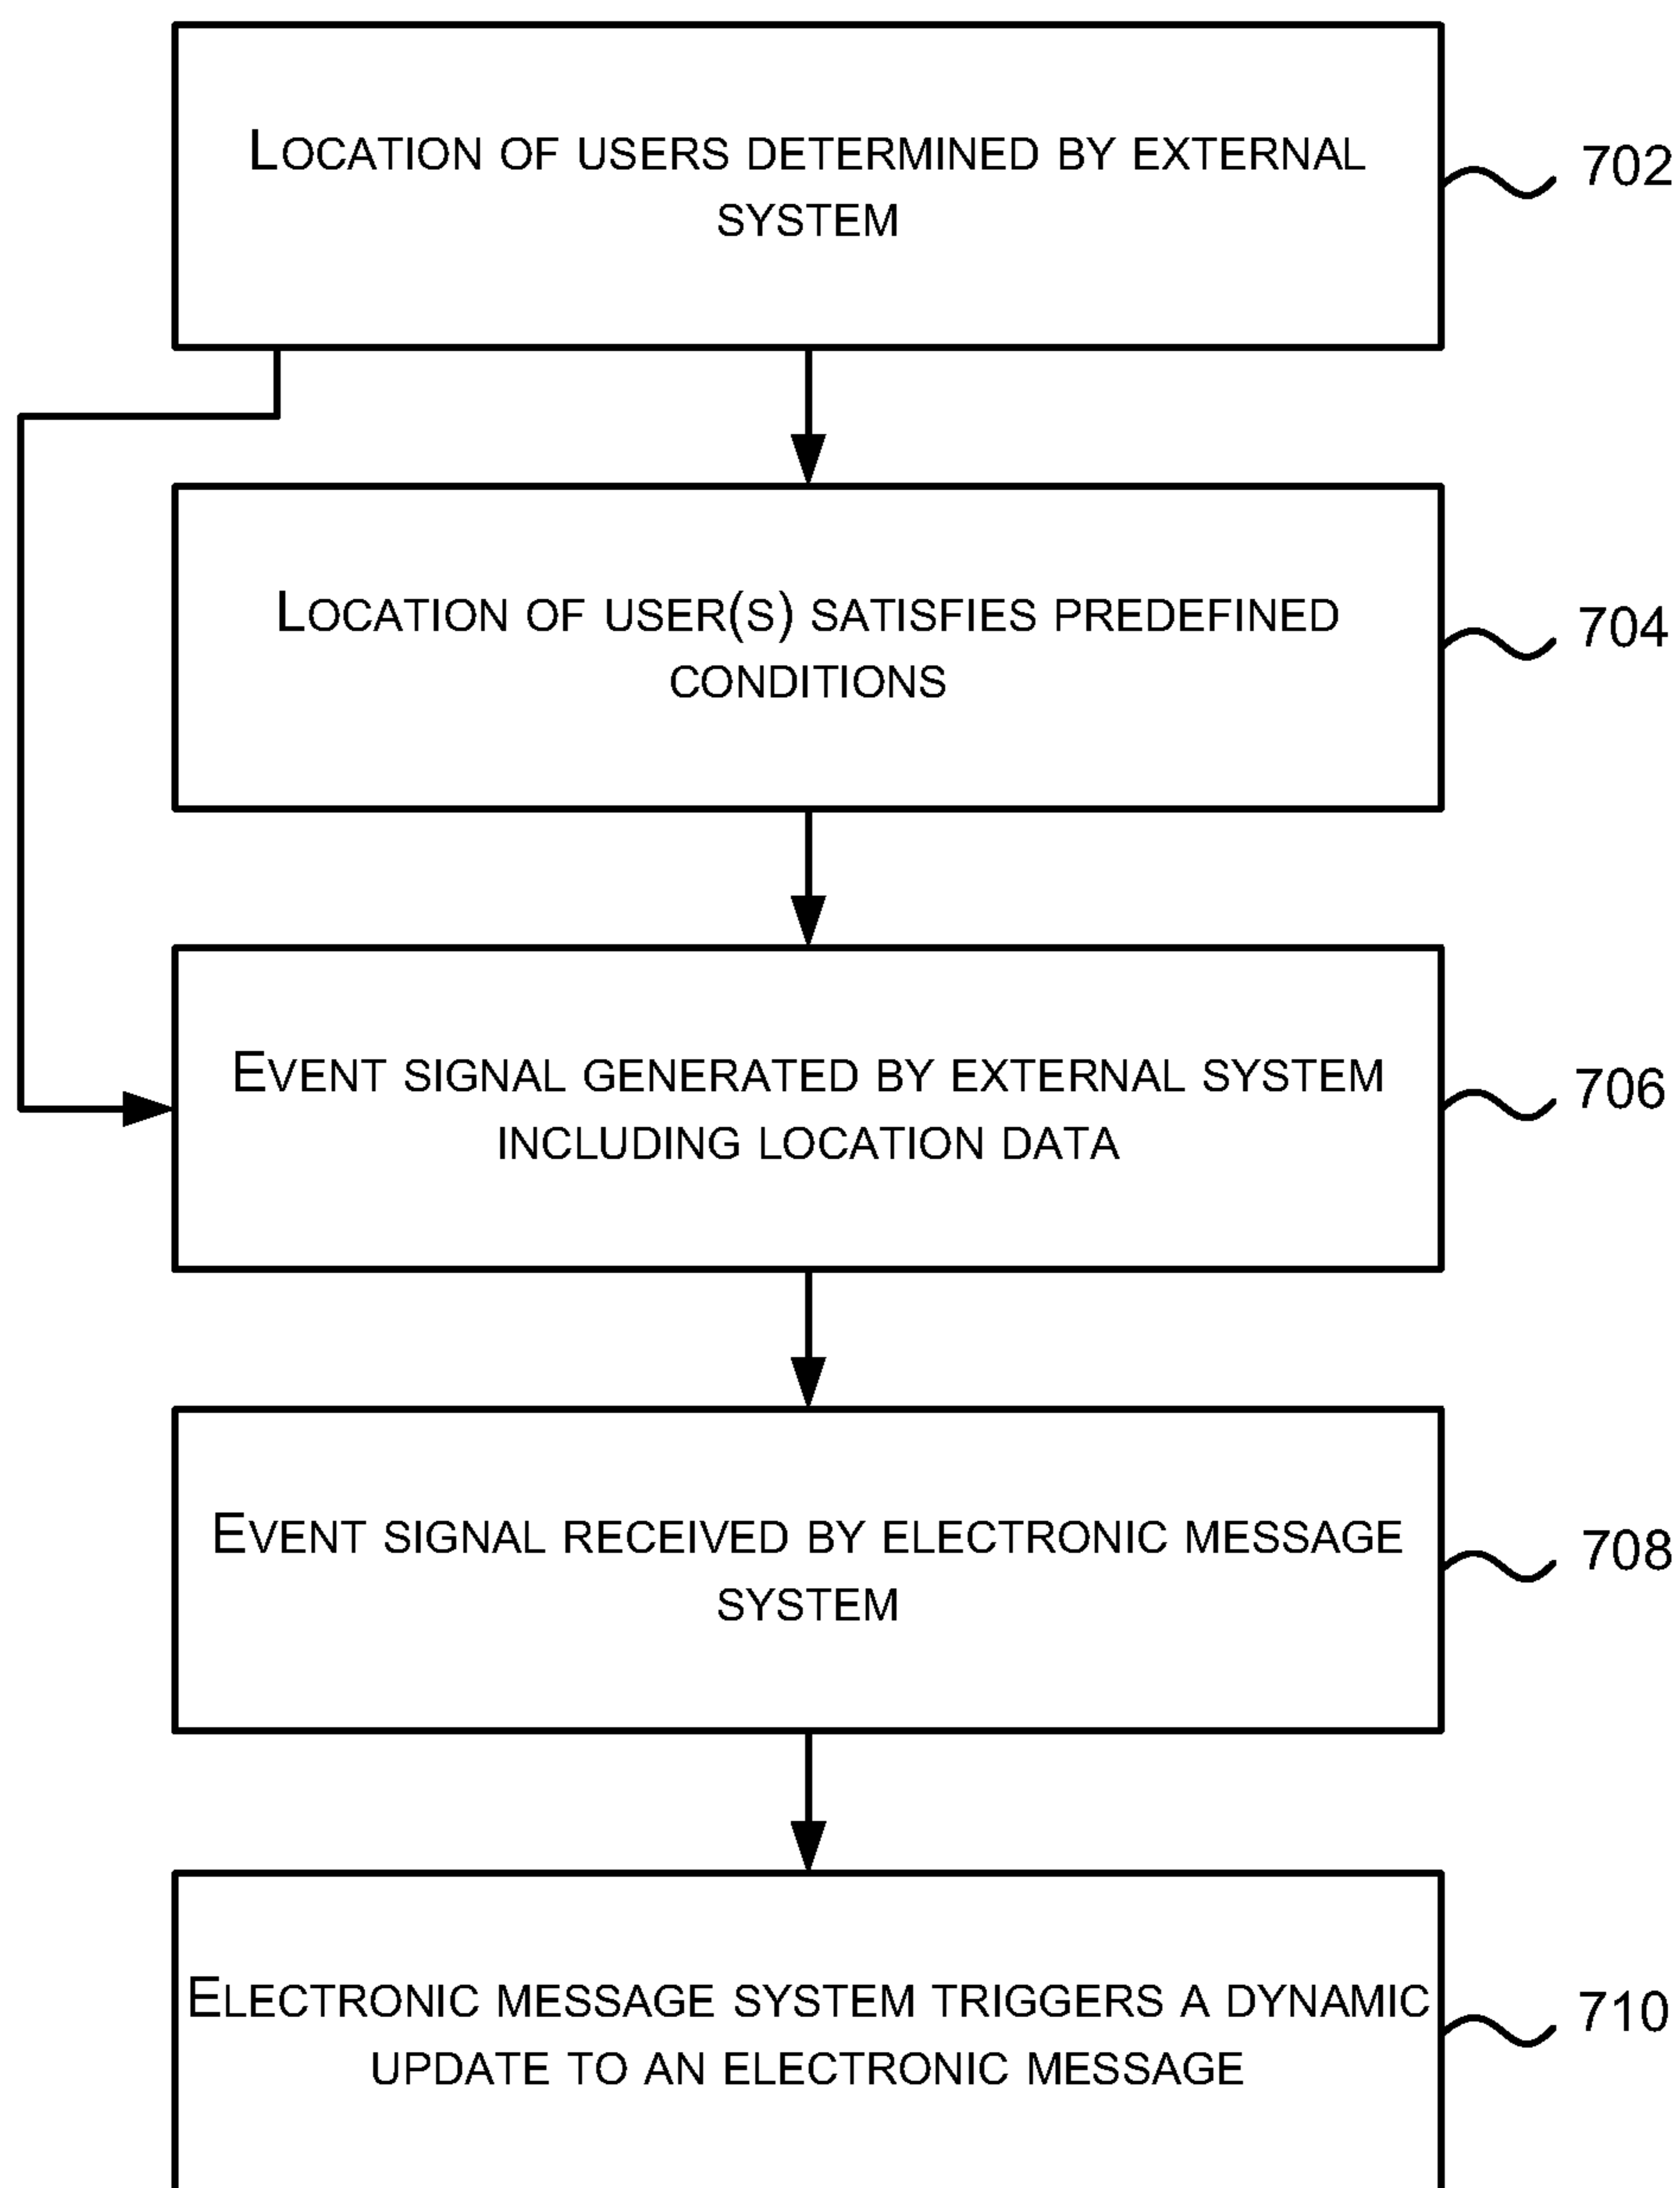 LOCATION OF USERS DETERMINED BY EXTERNAL
SYSTEM
702
LOCATION OF USER(S) SATISFIES PREDEFINED
CONDITIONS
704
EVENT SIGNAL GENERATED BY EXTERNAL SYSTEM
INCLUDING LOCATION DATA
706
EVENT SIGNAL RECEIVED BY ELECTRONIC MESSAGE
SYSTEM
708
ELECTRONIC MESSAGE SYSTEM TRIGGERS A DYNAMIC
UPDATE TO AN ELECTRONIC MESSAGE
710